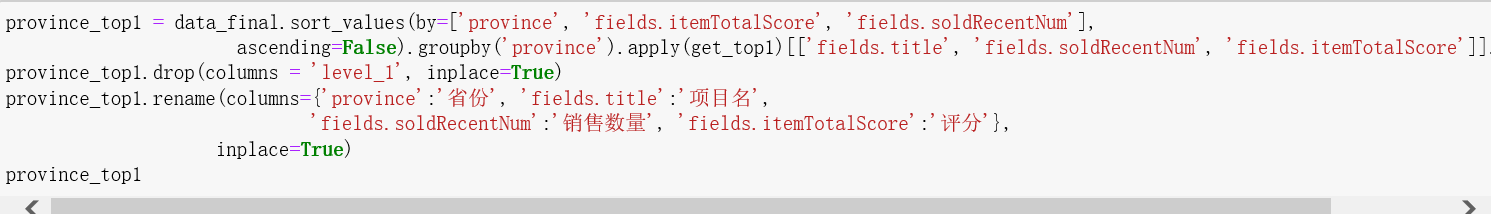 province_top1 = data_final.sort_values(by=['province', 'fields.itemTotalScore', 'fields.soldRecentNum'],
ascending=False).groupby('province').apply(get_top1)[['fields.title', 'fields.soldRecentNum', 'fields.itemTotalScore']].
province_top1.drop(columns = 'level_1', inplace=True)
province_top1.rename(columns={'province':'省份', 'fields.title':'项目名',
'fields.soldRecentNum':'销售数量', 'fields.itemTotalScore':'评分'},
inplace=True)
province_top1